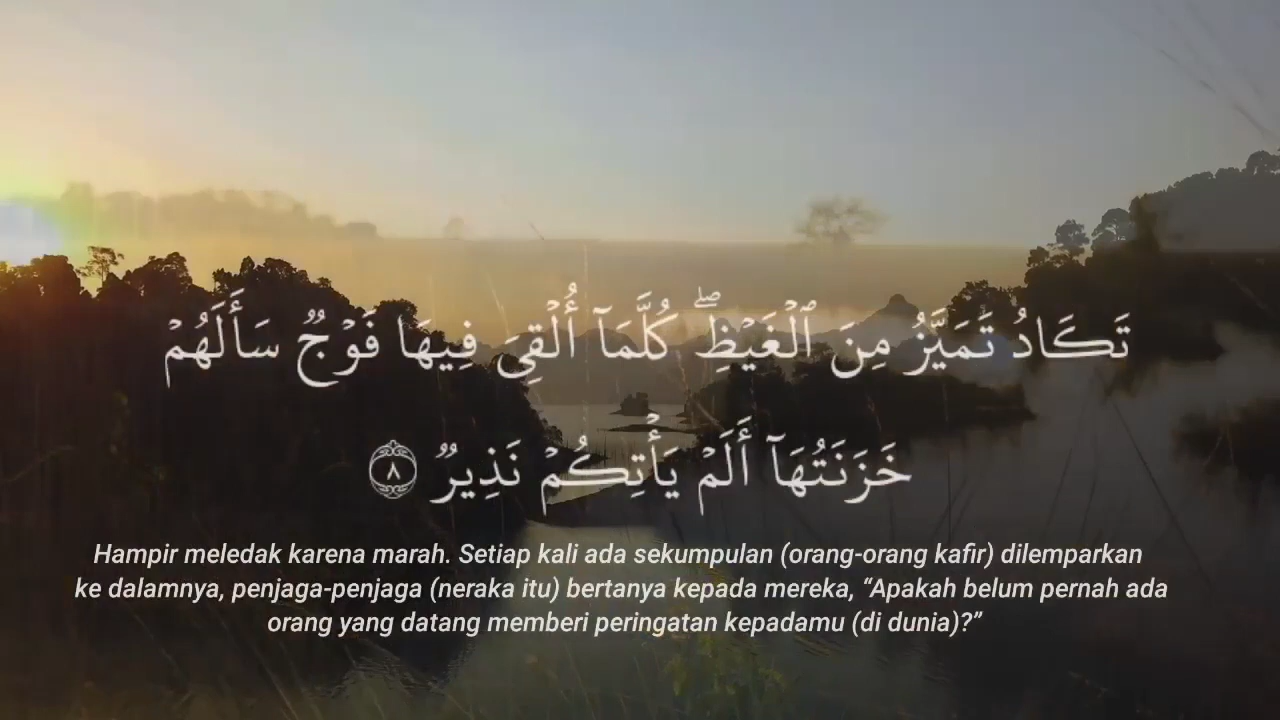 تَكَادُ تَمَيَّزُ مِنَ ٱلْغَيْظِ ۖ كُلَّمَآ أُلْقِىَ فِيهَا فَوْجٌ سَأَلَهُمْ
خَزَنَتُهَآ أَلَمْ يَأْتِكُمْ نَذِيرٌ ٨
Hampir meledak karena marah. Setiap kali ada sekumpulan (orang-orang kafir) dilemparkan
ke dalamnya, penjaga-penjaga (neraka itu) bertanya kepada mereka, “Apakah belum pernah ada
orang yang datang memberi peringatan kepadamu (di dunia)?”